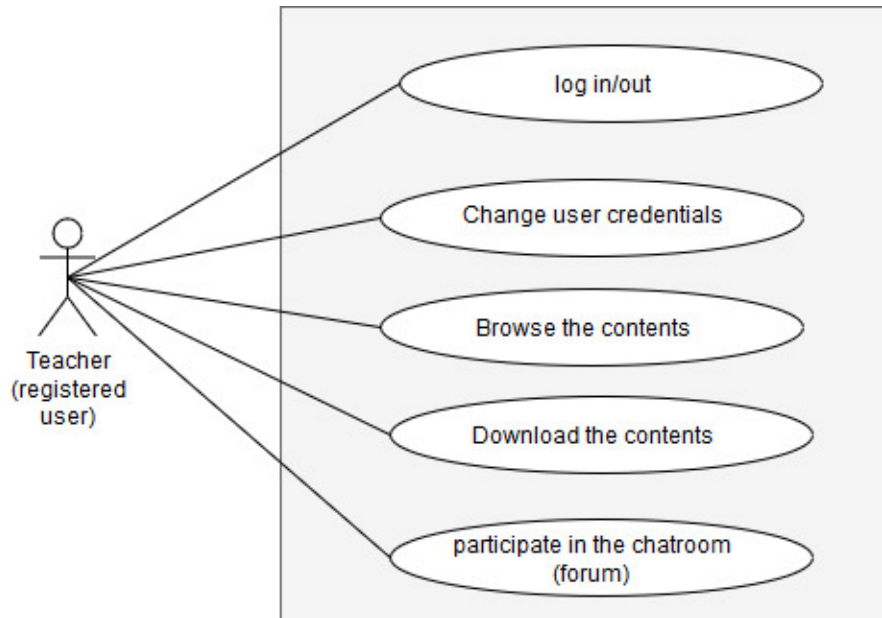 log in/out
Change user credentials
Browse the contents
Teacher
(registered
user)
Download the contents
participate in the chatroom
(forum)